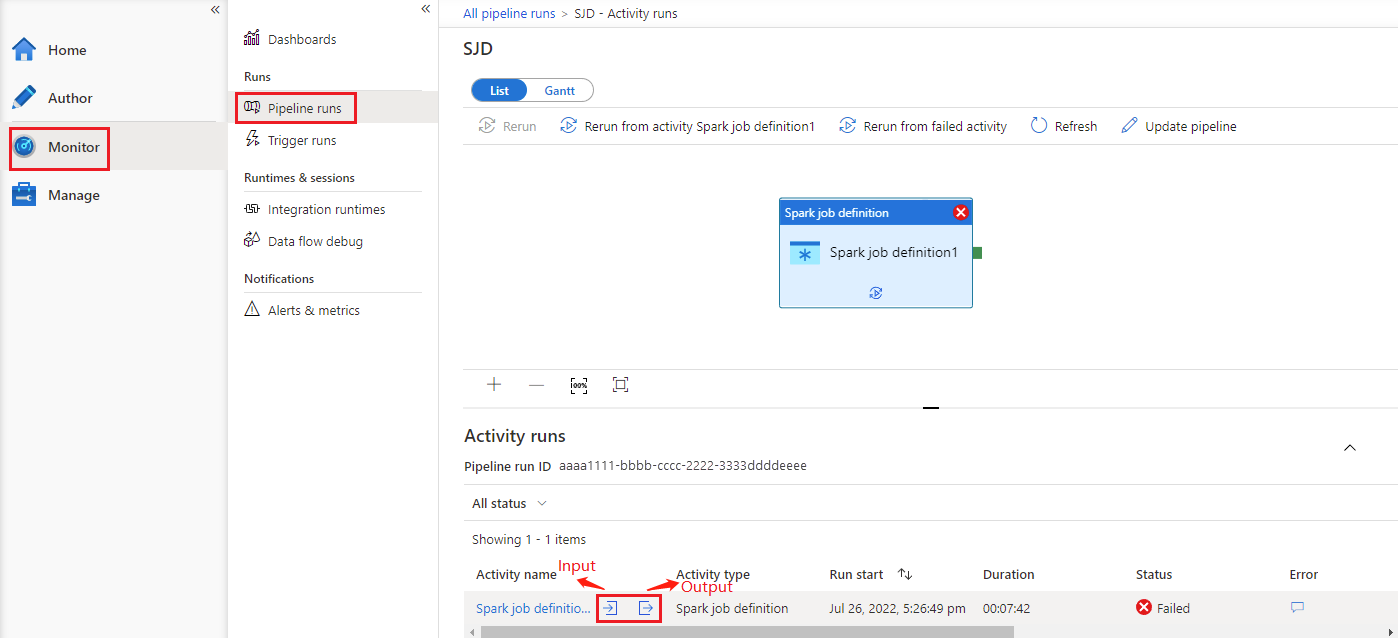 Home
Author
Monitor
Manage
Dashboards
Runs
Pipeline runs
Trigger runs
Runtimes & sessions
Integration runtimes
Data flow debug
Notifications
Alerts & metrics
All pipeline runs > SJD - Activity runs
SJD
List Gantt
Rerun Rerun from activity Spark job definition1 Rerun from failed activity Refresh Update pipeline
Spark job definition
Spark job definition1
100%
Activity runs
Pipeline run ID aaaa1111-bbbb-cccc-2222-3333ddddeeee
All status
Showing 1 - 1 items
Input
Output
Activity name Activity type Run start Duration Status Error
Spark job definitio... Spark job definition Jul 26, 2022, 5:26:49 pm 00:07:42 Failed